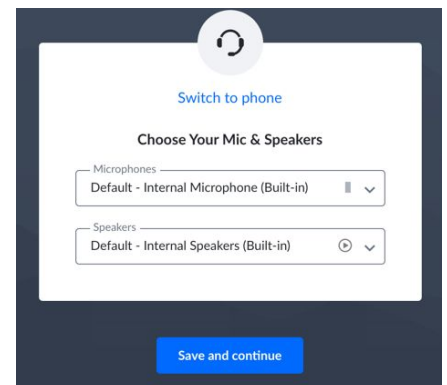 Switch to phone
Choose Your Mic & Speakers
Microphones
Default - Internal Microphone (Built-in)
Speakers
Default - Internal Speakers (Built-in)
Save and continue